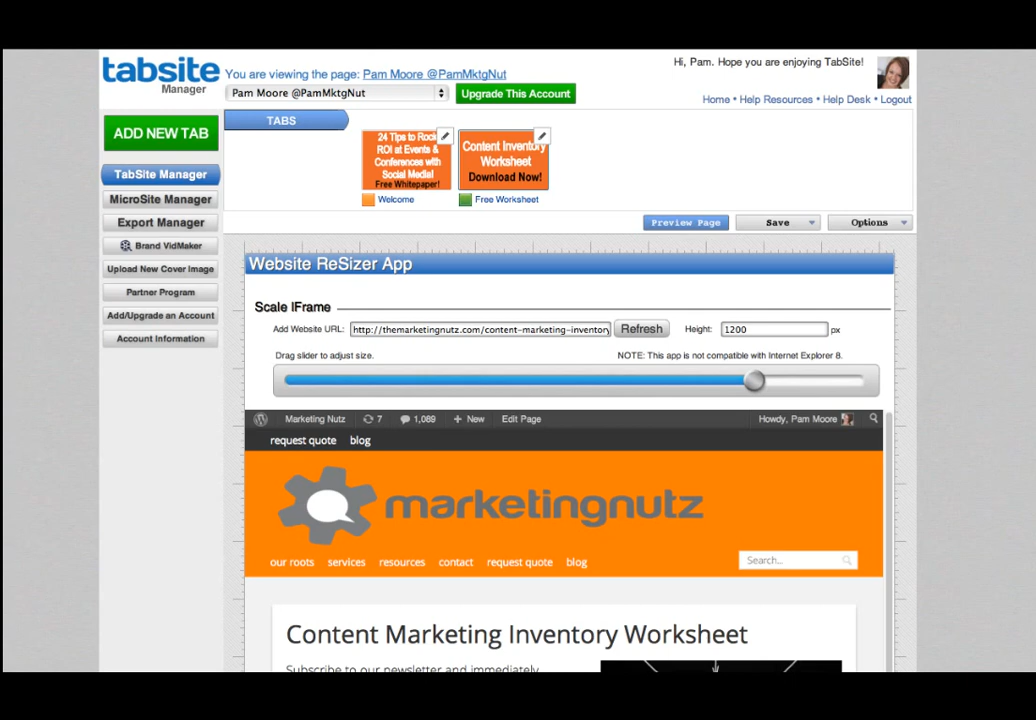 tabsite
Manager
You are viewing the page: Pam Moore @PamMktgNut
Hi, Pam. Hope you are enjoying TabSite!
Pam Moore @PamMktgNut
Upgrade This Account
Home • Help Resources • Help Desk • Logout
ADD NEW TAB
TABS
24 Tips to Rock
ROI at Events &
Conferences with
Social Media!
Free Whitepaper!
Welcome
Content Inventory
Worksheet
Download Now!
Free Worksheet
TabSite Manager
MicroSite Manager
Export Manager
Brand VidMaker
Upload New Cover Image
Partner Program
Add/Upgrade an Account
Account Information
Preview Page
Save
Options
Website ReSizer App
Scale IFrame
Add Website URL: http://themarketingnutz.com/content-marketing-inventory Refresh Height: 1200 px
Drag slider to adjust size.
NOTE: This app is not compatible with Internet Explorer 8.
Marketing Nutz 7 1,089 + New Edit Page
Howdy, Pam Moore
request quote blog
marketingnutz
our roots services resources contact request quote blog
Search...
Content Marketing Inventory Worksheet
Subscribe to our newsletter and immediately